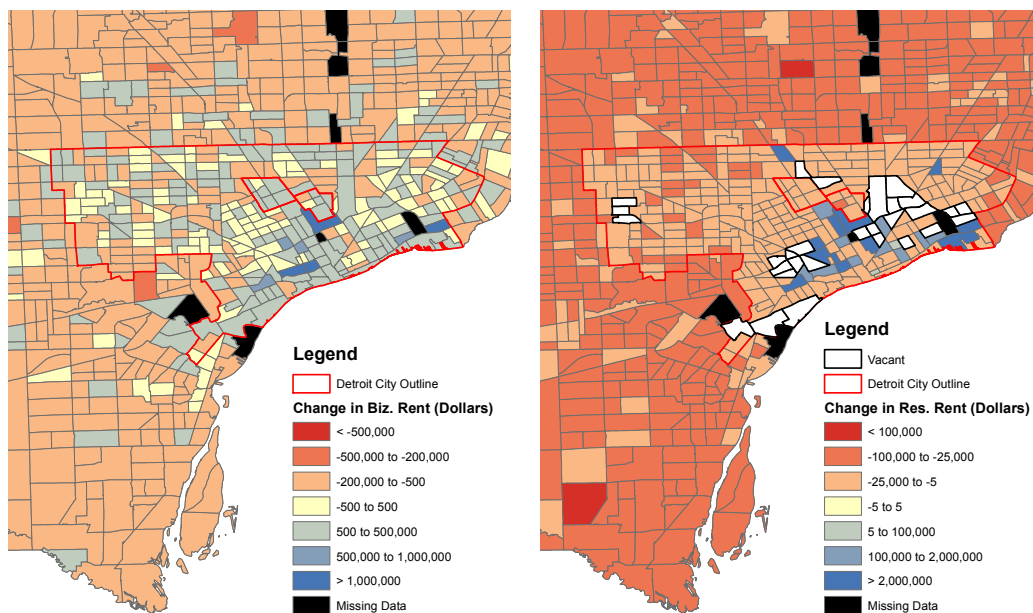 Legend
Detroit City Outline
Change in Biz. Rent (Dollars)
< -500,000
-500,000 to -200,000
-200,000 to -500
-500 to 500
500 to 500,000
500,000 to 1,000,000
> 1,000,000
Missing Data
Legend
Vacant
Detroit City Outline
Change in Res. Rent (Dollars)
< 100,000
-100,000 to -25,000
-25,000 to -5
-5 to 5
5 to 100,000
100,000 to 2,000,000
> 2,000,000
Missing Data